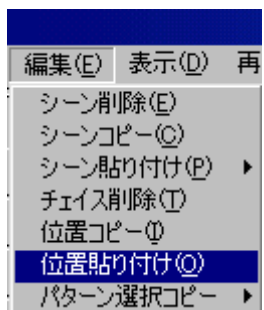 編集(E) 表示(D) 再
シーン削除(E)
シーンコピー(C)
シーン貼り付け(P)
チェイス削除(T)
位置コピー(I)
位置貼り付け(O)
パターン選択コピー